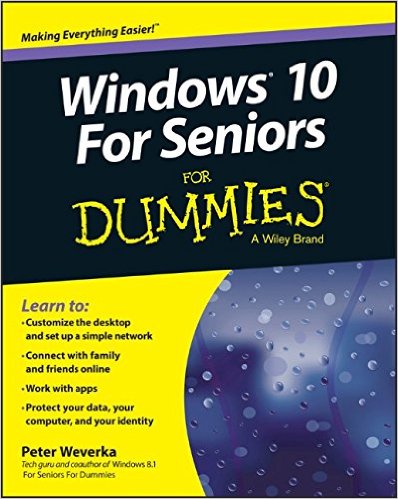 Making Everything Easier!™
Windows® 10
For Seniors
FOR
DUMMIES®
A Wiley Brand
Learn to:
• Customize the desktop
and set up a simple network
• Connect with family
and friends online
• Work with apps
• Protect your data, your
computer, and your identity
Peter Weverka
Tech guru and coauthor of Windows 8.1
For Seniors For Dummies